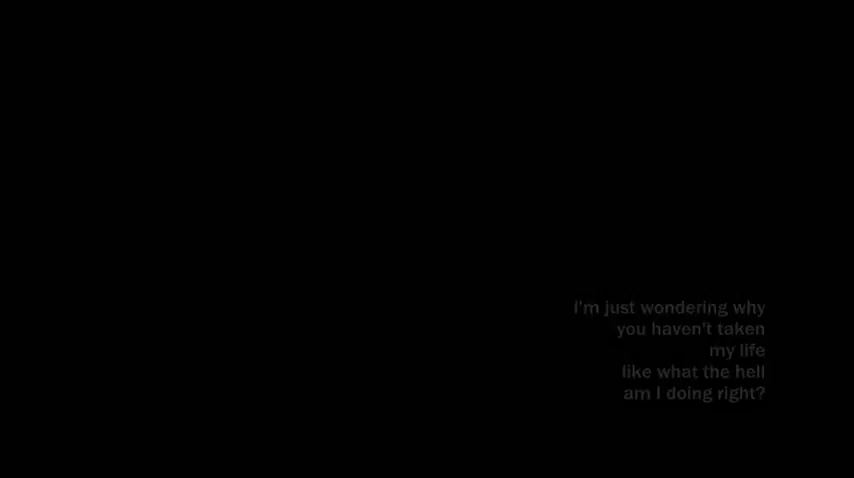 I'm just wondering why
you haven't taken
my life
like what the hell
am I doing right?